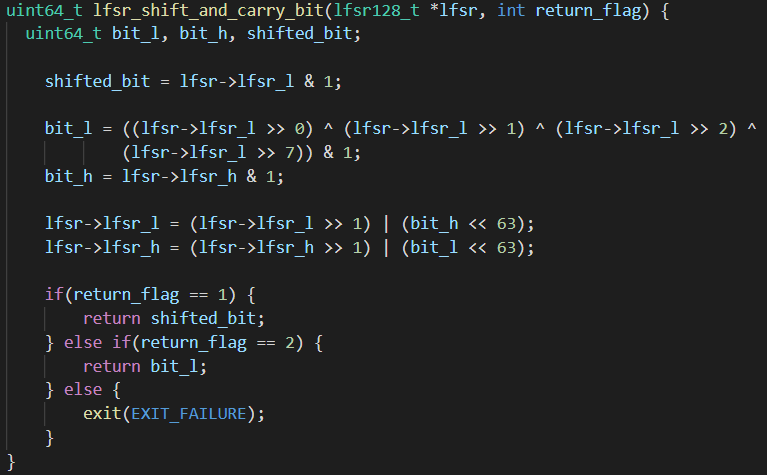 uint64_t lfsr_shift_and_carry_bit(lfsr128_t *lfsr, int return_flag) {
  uint64_t bit_l, bit_h, shifted_bit;

    shifted_bit = lfsr->lfsr_l & 1;

    bit_l = ((lfsr->lfsr_l >> 0) ^ (lfsr->lfsr_l >> 1) ^ (lfsr->lfsr_l >> 2) ^
            (lfsr->lfsr_l >> 7)) & 1;
    bit_h = lfsr->lfsr_h & 1;

    lfsr->lfsr_l = (lfsr->lfsr_l >> 1) | (bit_h << 63);
    lfsr->lfsr_h = (lfsr->lfsr_h >> 1) | (bit_l << 63);

    if(return_flag == 1) {
        return shifted_bit;
    } else if(return_flag == 2) {
        return bit_l;
    } else {
        exit(EXIT_FAILURE);
    }
}